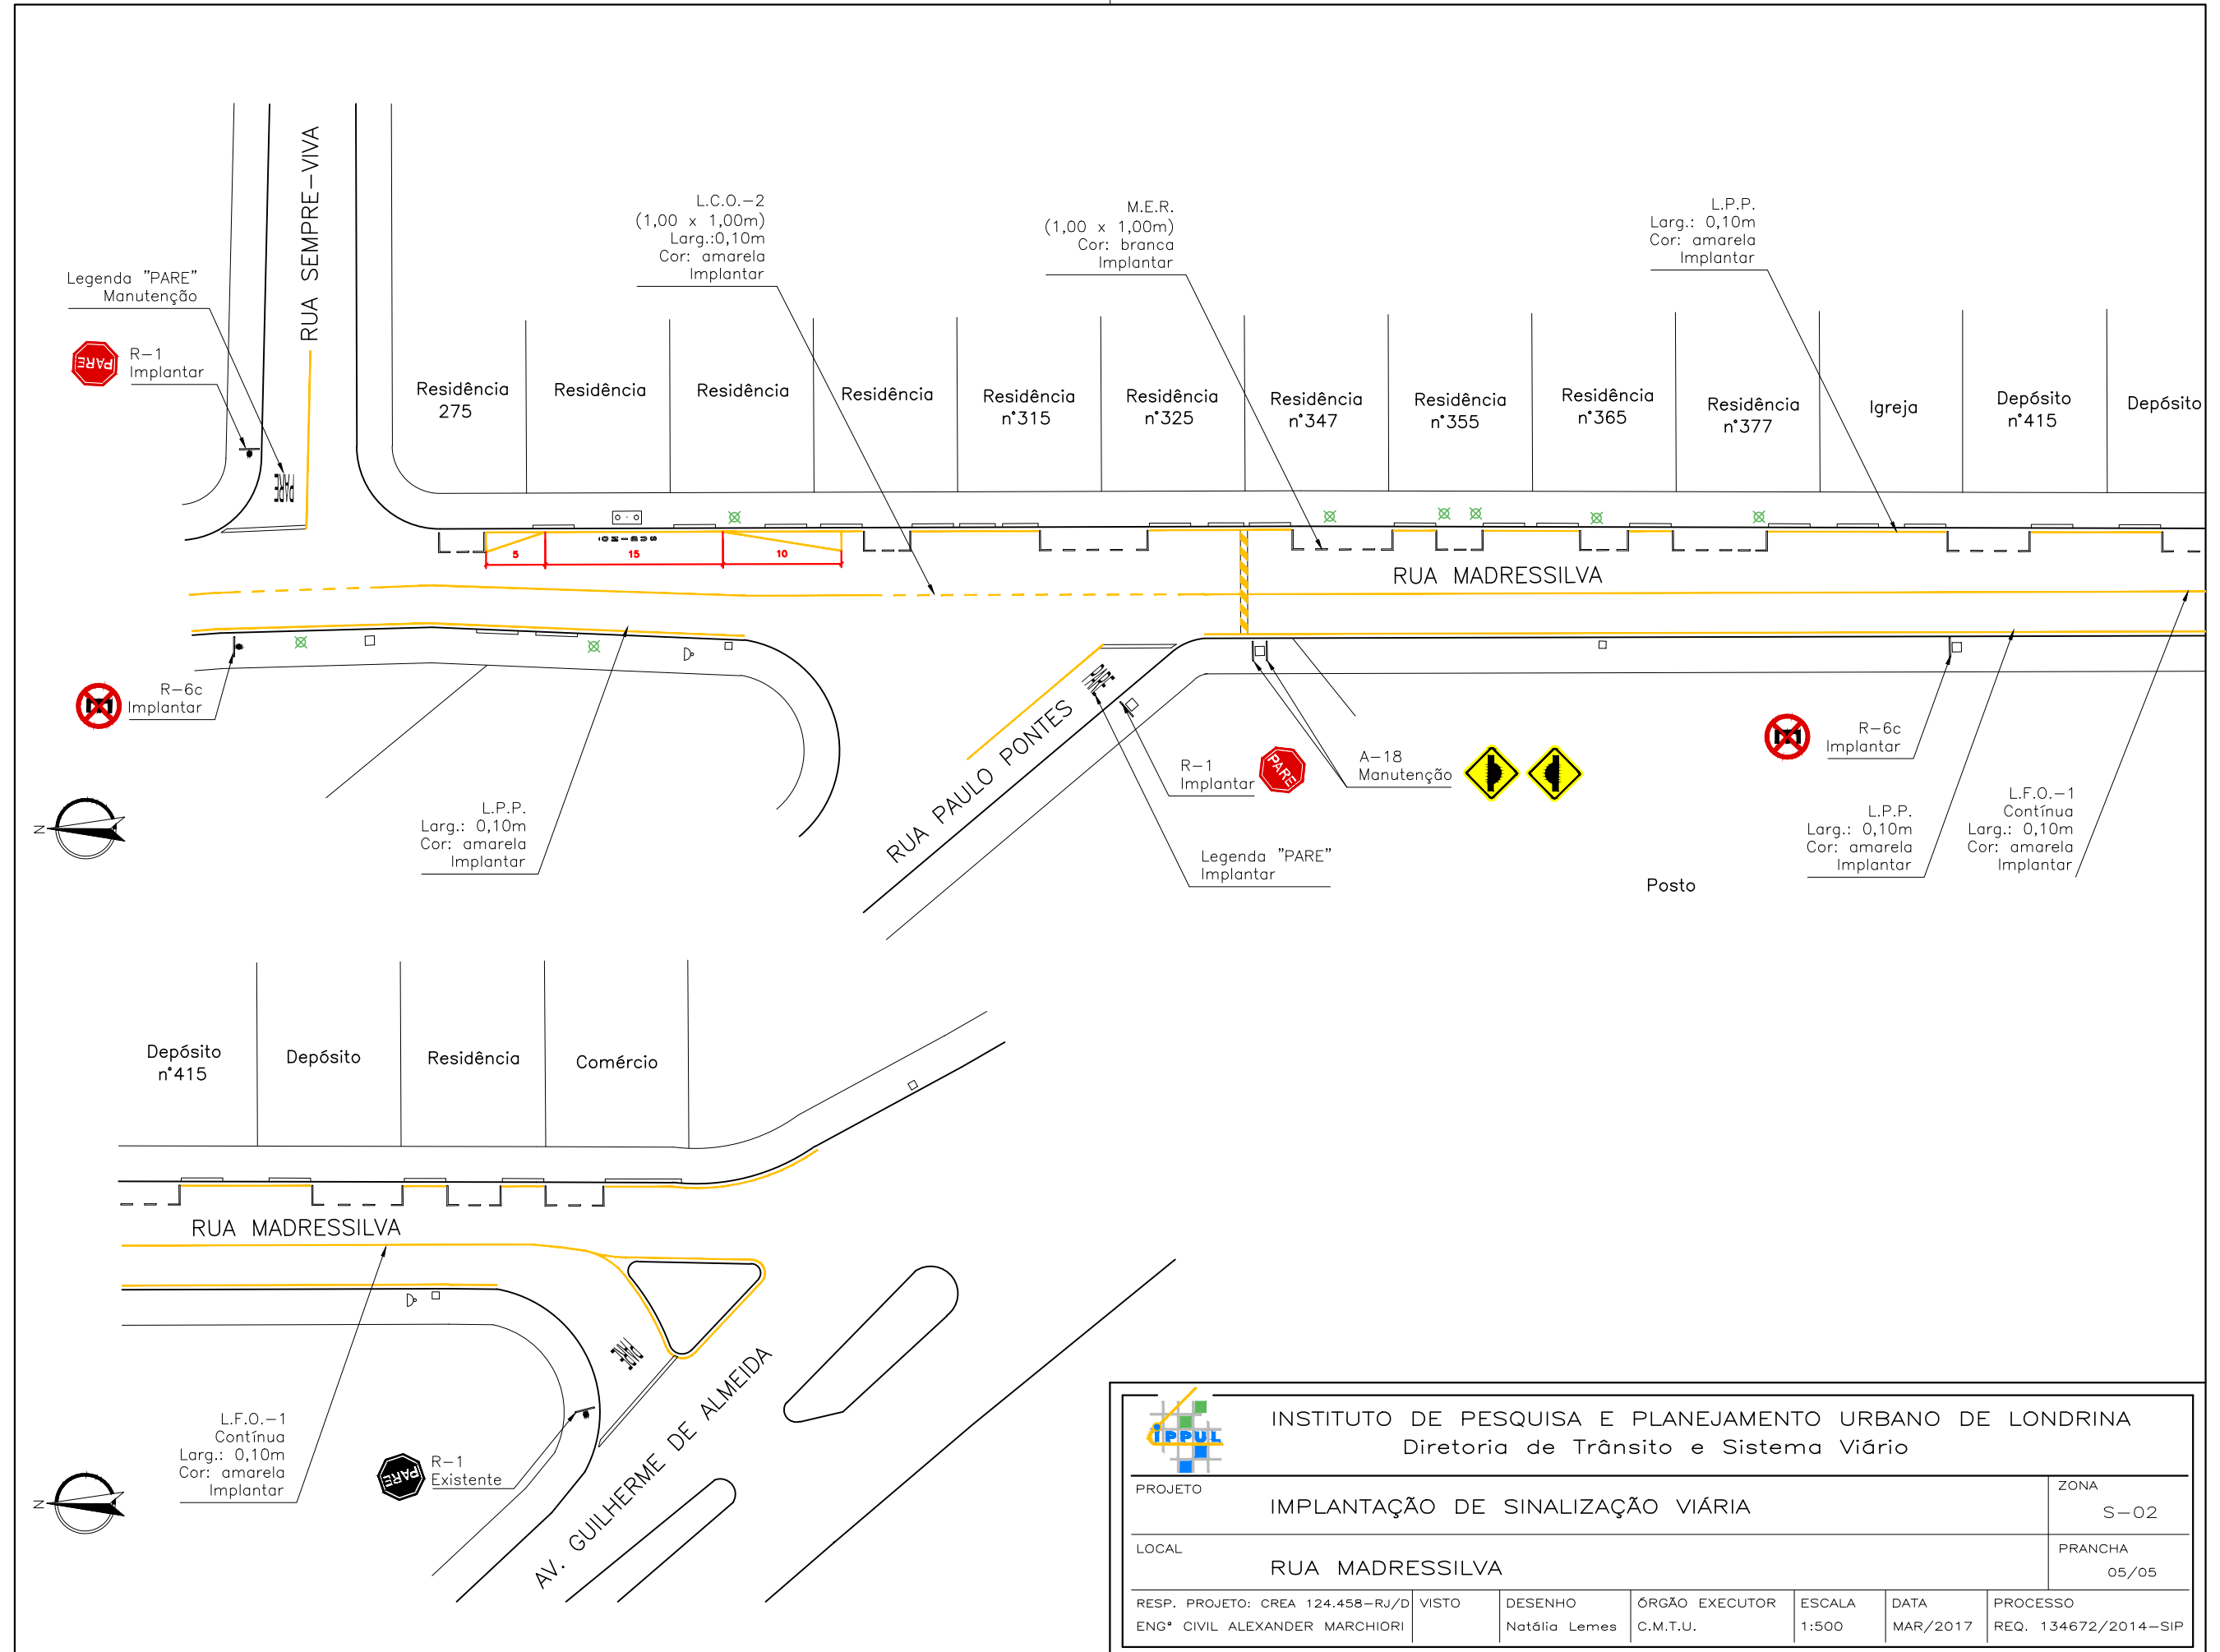 RUA SEMPRE-VIVA
L.C.O.-2
(1,00 x 1,00m)
Larg.:0,10m
Cor: amarela
Implantar
M.E.R.
(1,00 x 1,00m)
Cor: branca
Implantar
L.P.P.
Larg.: 0,10m
Cor: amarela
Implantar
Legenda "PARE"
Manutenção
PARE
R-1
Implantar
Residência
275
Residência
Residência
Residência
Residência
n°315
Residência
n°325
Residência
n°347
Residência
n°355
Residência
n°365
Residência
n°377
Igreja
Depósito
n°415
Depósito
PARE
ÔNIBUS
5
15
10
RUA MADRESSILVA
R-6c
Implantar
PARE
RUA PAULO PONTES
R-1
Implantar
PARE
A-18
Manutenção
R-6c
Implantar
N
L.P.P.
Larg.: 0,10m
Cor: amarela
Implantar
Legenda "PARE"
Implantar
Posto
L.P.P.
Larg.: 0,10m
Cor: amarela
Implantar
L.F.O.-1
Contínua
Larg.: 0,10m
Cor: amarela
Implantar
Depósito
n°415
Depósito
Residência
Comércio
RUA MADRESSILVA
PARE
L.F.O.-1
Contínua
Larg.: 0,10m
Cor: amarela
Implantar
PARE
R-1
Existente
N
AV. GUILHERME DE ALMEIDA
IPPUL
INSTITUTO DE PESQUISA E PLANEJAMENTO URBANO DE LONDRINA
Diretoria de Trânsito e Sistema Viário
PROJETO
IMPLANTAÇÃO DE SINALIZAÇÃO VIÁRIA
ZONA
S-02
LOCAL
RUA MADRESSILVA
PRANCHA
05/05
RESP. PROJETO: CREA 124.458-RJ/D
ENG° CIVIL ALEXANDER MARCHIORI
VISTO
DESENHO
Natália Lemes
ÓRGÃO EXECUTOR
C.M.T.U.
ESCALA
1:500
DATA
MAR/2017
PROCESSO
REQ. 134672/2014-SIP